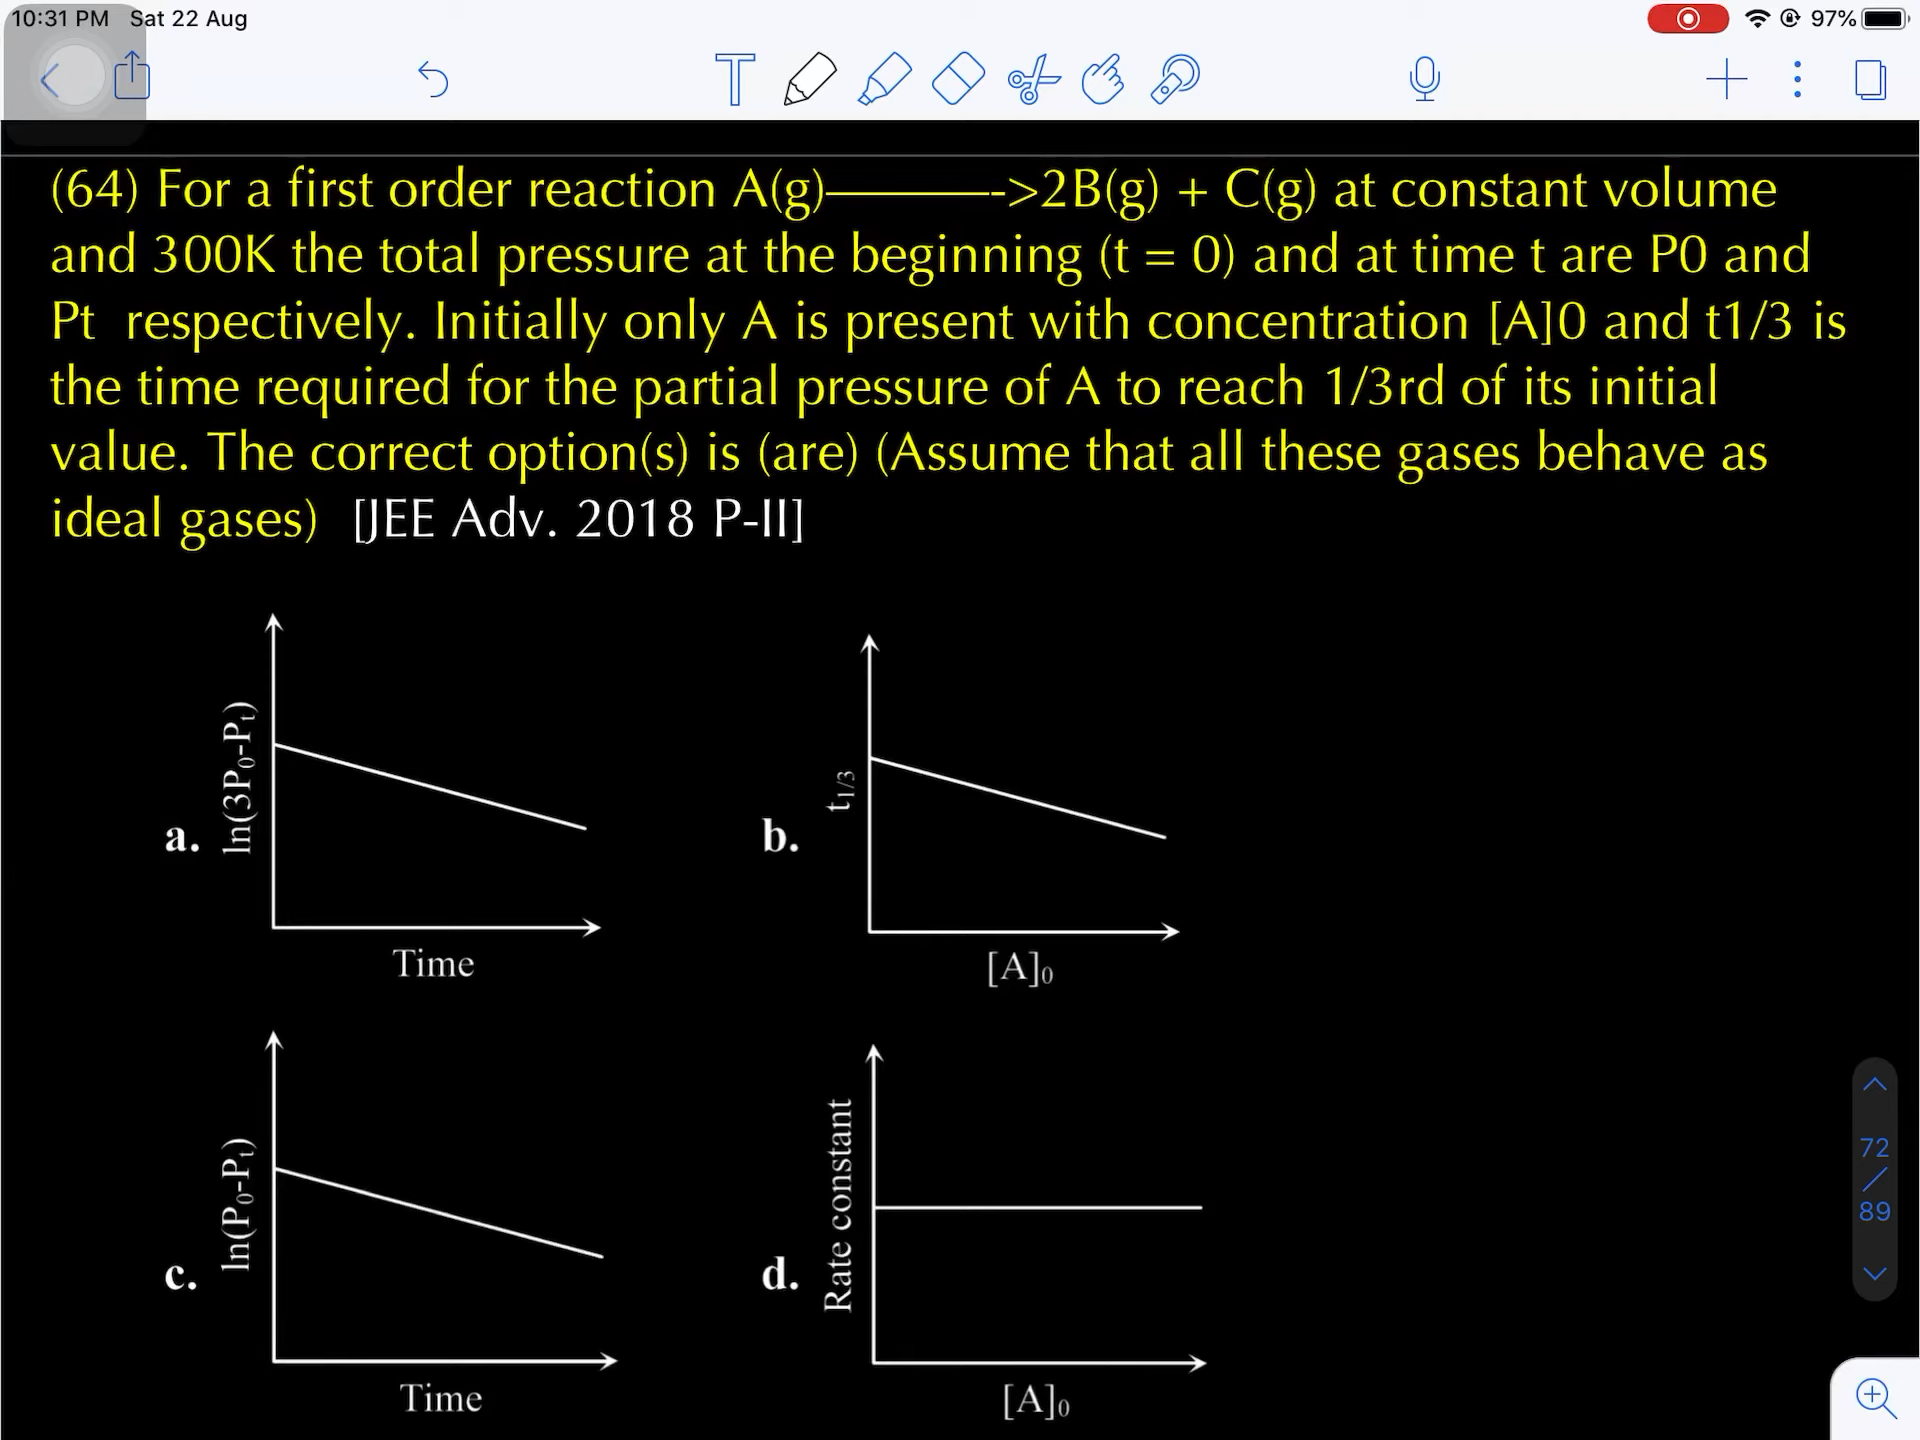 10:31 PM Sat 22 Aug 97%
(64) For a first order reaction A(g)———->2B(g) + C(g) at constant volume
and 300K the total pressure at the beginning (t = 0) and at time t are P0 and
Pt respectively. Initially only A is present with concentration [A]0 and t1/3 is
the time required for the partial pressure of A to reach 1/3rd of its initial
value. The correct option(s) is (are) (Assume that all these gases behave as
ideal gases) [JEE Adv. 2018 P-II]
a.
ln(3P₀-Pₜ)
Time
b.
t₁/₃
[A]₀
c.
ln(P₀-Pₜ)
Time
d.
Rate constant
[A]₀
72
/
89